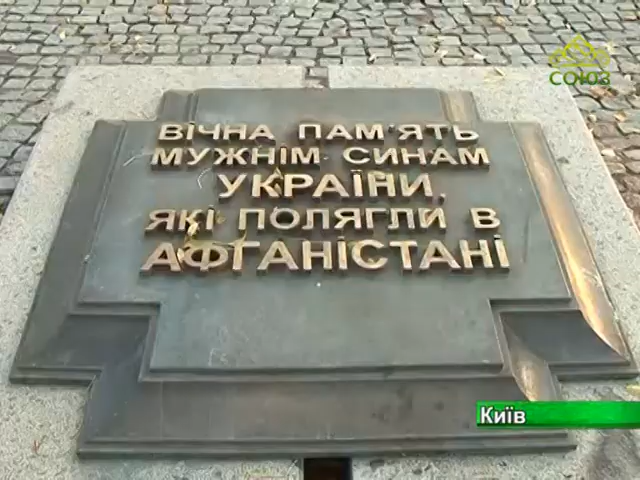 СОЮЗ
ВІЧНА ПАМ'ЯТЬ
МУЖНІМ СИНАМ
УКРАЇНИ,
ЯКІ ПОЛЯГЛИ В
АФГАНІСТАНІ
Київ